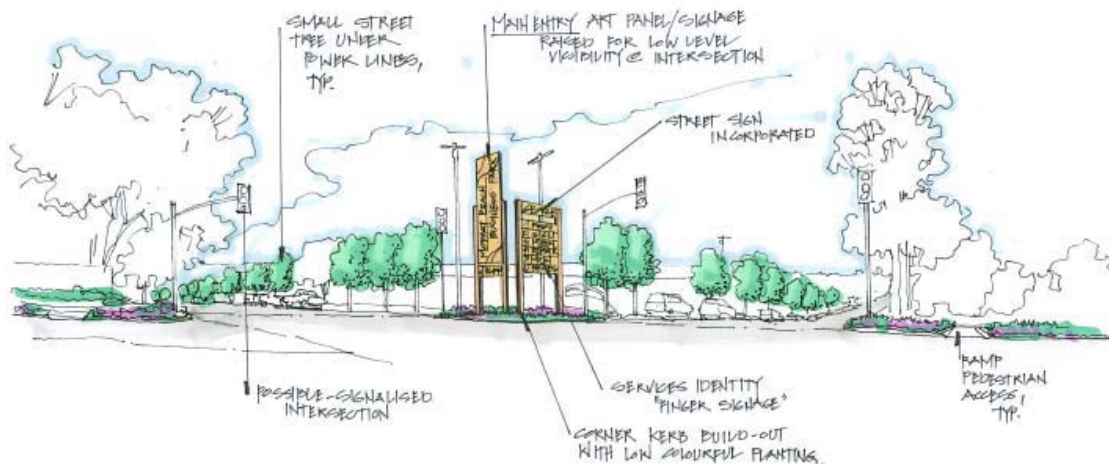 SMALL STREET
TREE UNDER
POWER LINES,
TYP.
MAIN ENTRY ART PANEL/SIGNAGE
RAISED FOR LOW LEVEL
VISIBILITY @ INTERSECTION
STREET SIGN
INCORPORATED
BUSINESS PARK
POSSIBLE-SIGNALISED
INTERSECTION
SERVICES IDENTITY
"FINGER SIGNAGE"
CORNER KERB BUILD-OUT
WITH LOW COLOURFUL PLANTING.
RAMP
PEDESTRIAN
ACCESS,
TYP.